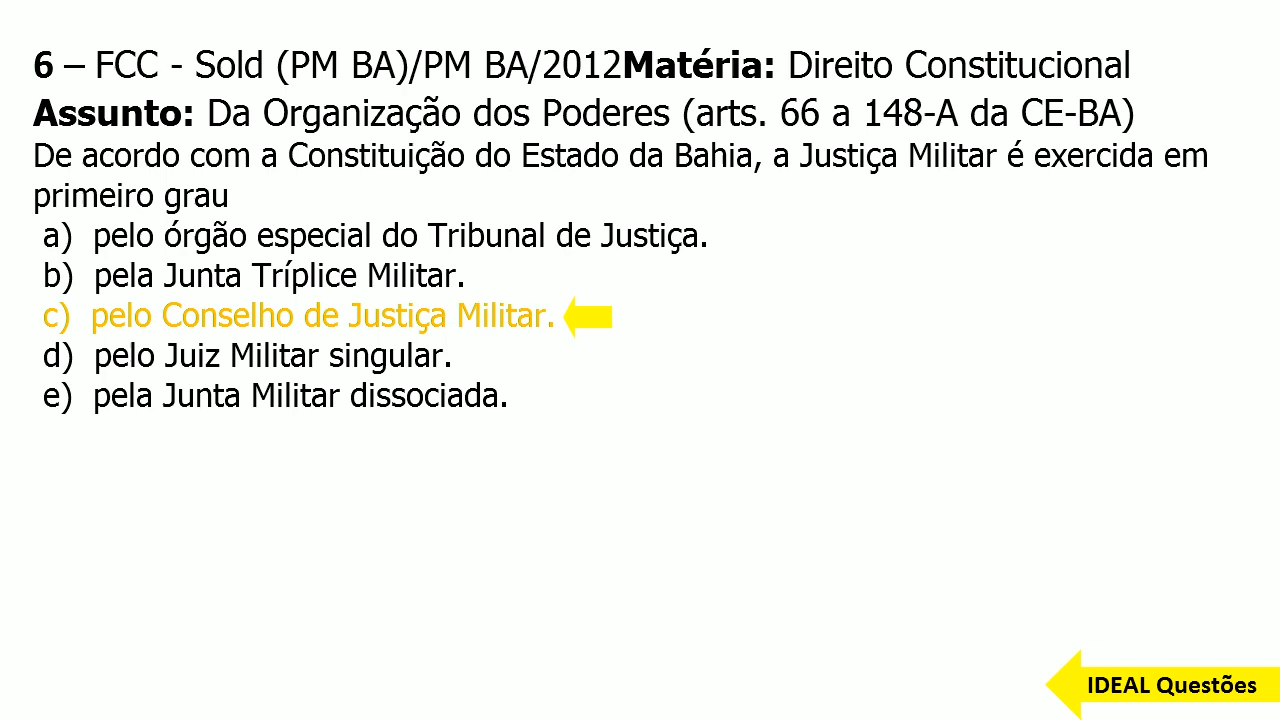 6 – FCC - Sold (PM BA)/PM BA/2012Matéria: Direito Constitucional
Assunto: Da Organização dos Poderes (arts. 66 a 148-A da CE-BA)
De acordo com a Constituição do Estado da Bahia, a Justiça Militar é exercida em
primeiro grau
a) pelo órgão especial do Tribunal de Justiça.
b) pela Junta Tríplice Militar.
c) pelo Conselho de Justiça Militar.
d) pelo Juiz Militar singular.
e) pela Junta Militar dissociada.
IDEAL Questões